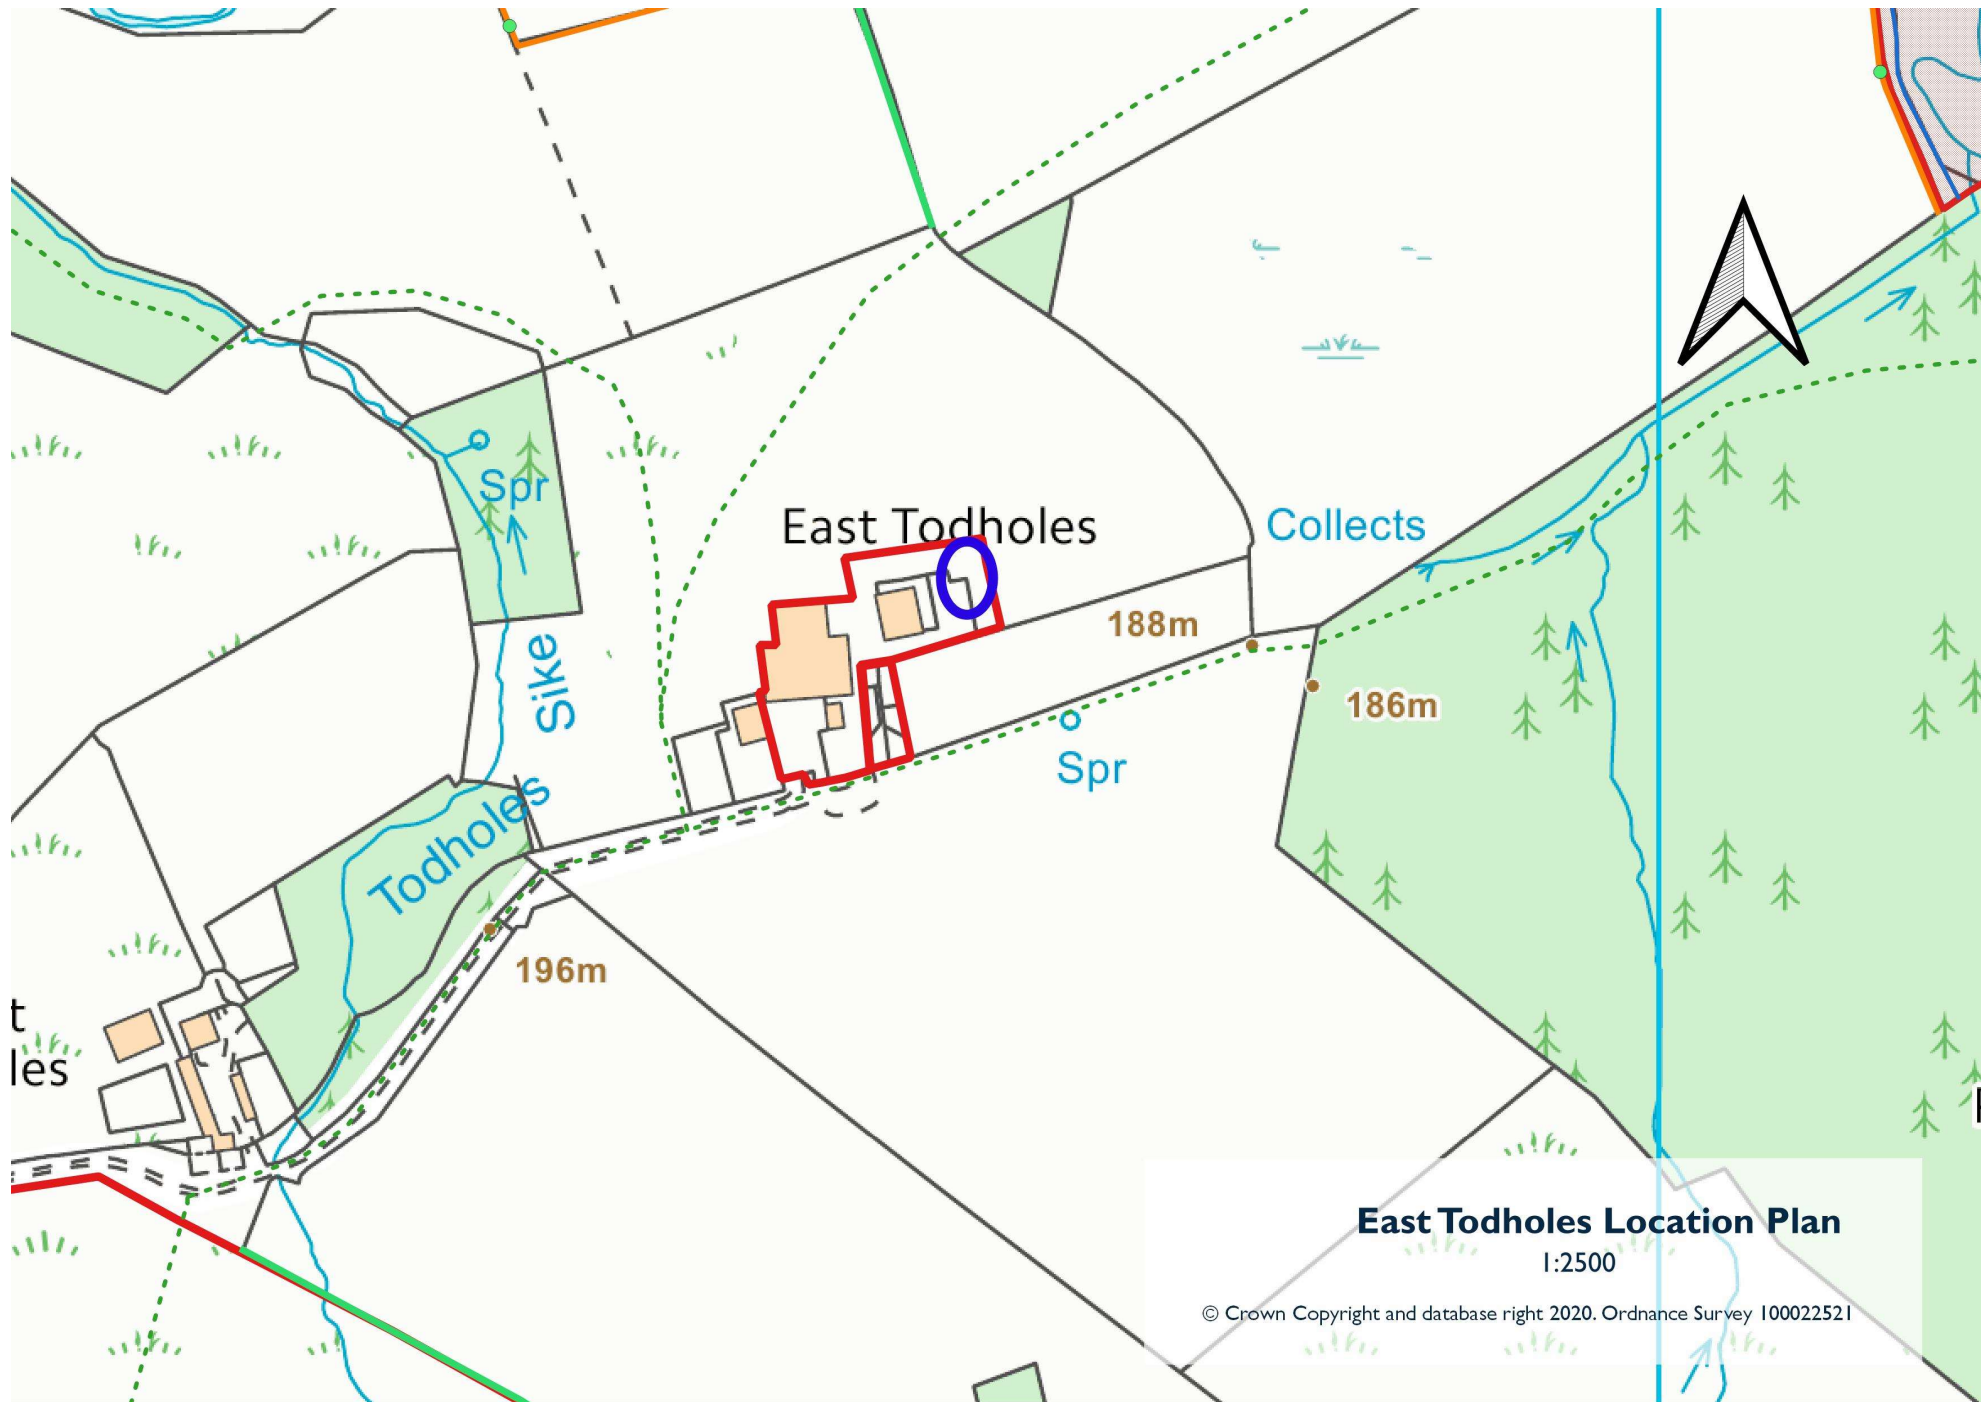 Spr
East Todholes
Collects
188m
Sike
186m
Spr
Todholes
196m
t
les
East Todholes Location Plan
1:2500
© Crown Copyright and database right 2020. Ordnance Survey 100022521